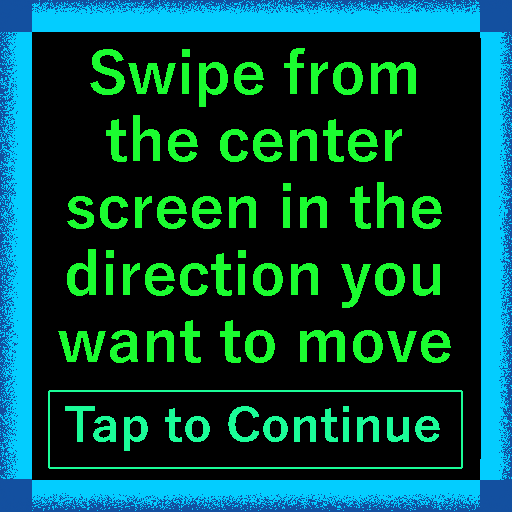 Swipe from
the center
screen in the
direction you
want to move
Tap to Continue